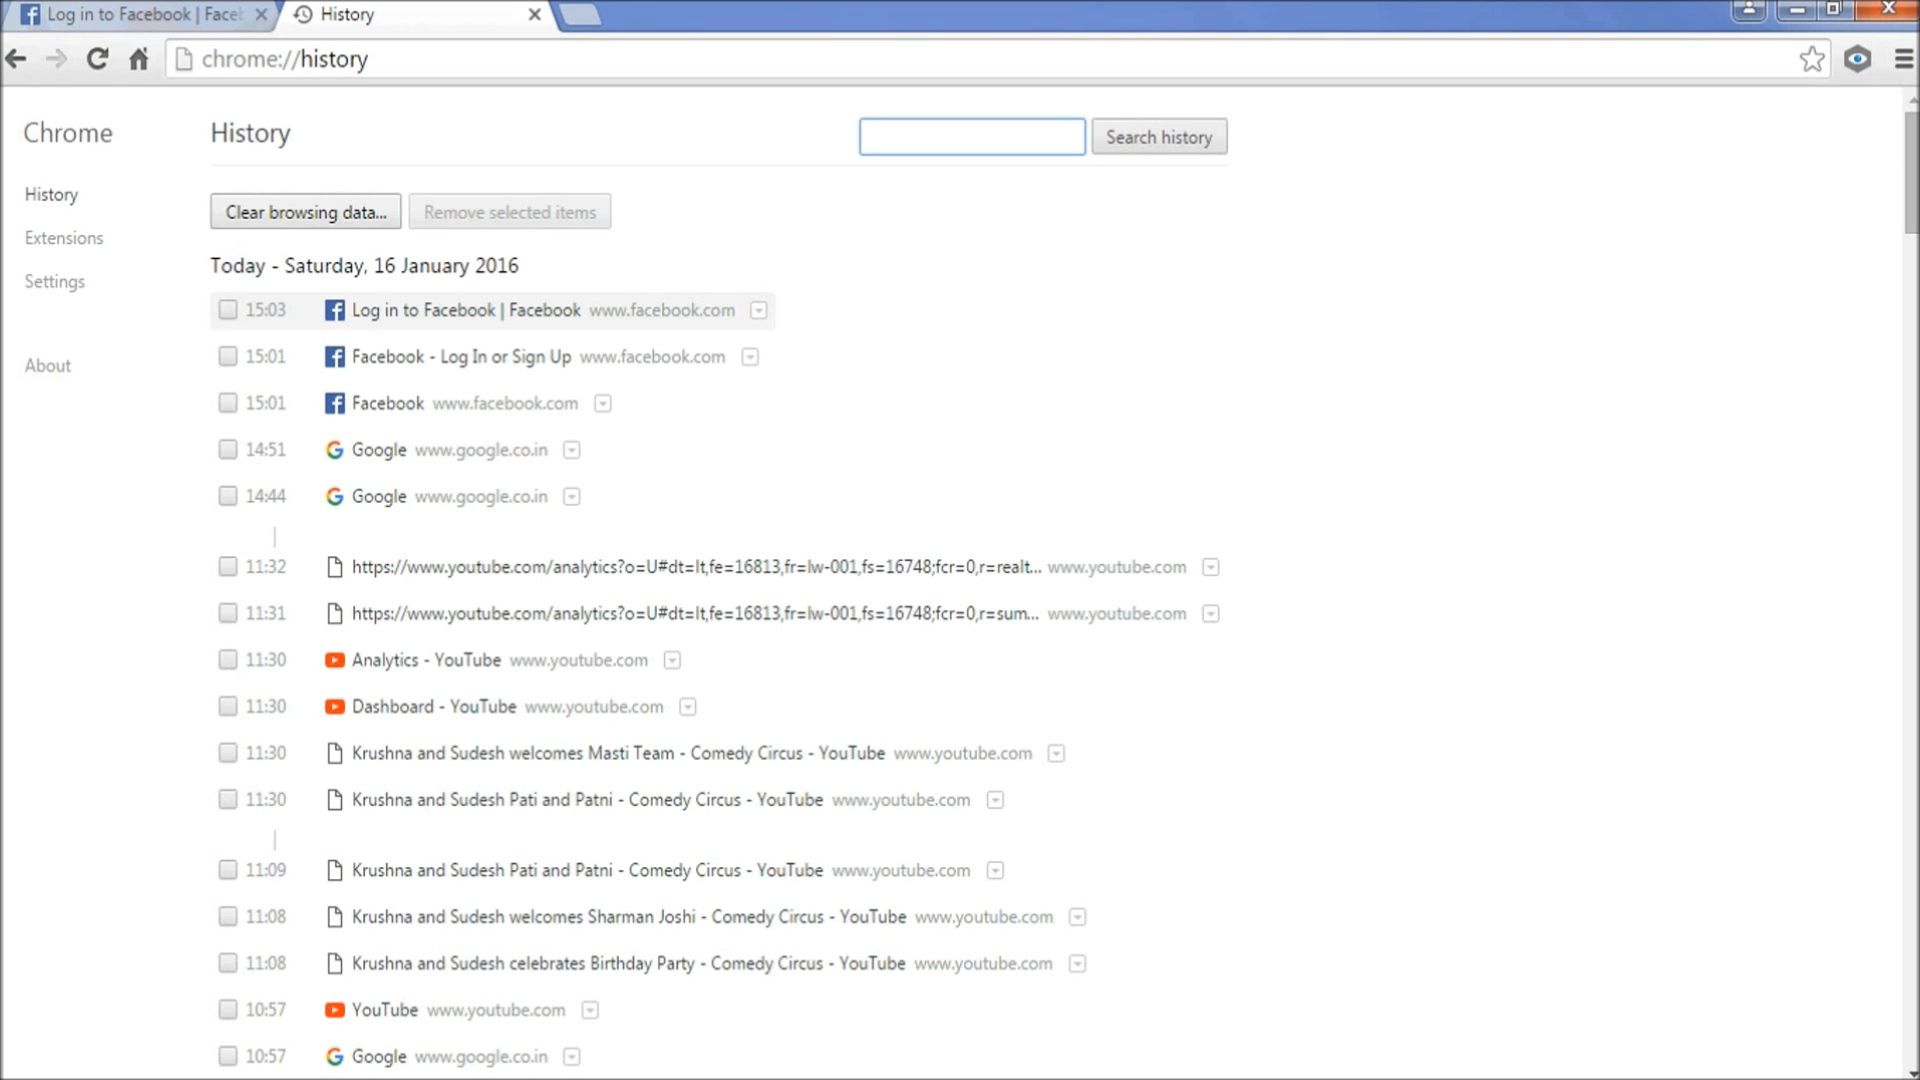 Log in to Facebook | Face
History
chrome://history
Chrome
History
Search history
History
Extensions
Settings
About
Clear browsing data...
Remove selected items
Today - Saturday, 16 January 2016
15:03 Log in to Facebook | Facebook www.facebook.com
15:01 Facebook - Log In or Sign Up www.facebook.com
15:01 Facebook www.facebook.com
14:51 Google www.google.co.in
14:44 Google www.google.co.in
11:32 https://www.youtube.com/analytics?o=U#dt=lt,fe=16813,fr=lw-001,fs=16748;fcr=0,r=realt... www.youtube.com
11:31 https://www.youtube.com/analytics?o=U#dt=lt,fe=16813,fr=lw-001,fs=16748;fcr=0,r=sum... www.youtube.com
11:30 Analytics - YouTube www.youtube.com
11:30 Dashboard - YouTube www.youtube.com
11:30 Krushna and Sudesh welcomes Masti Team - Comedy Circus - YouTube www.youtube.com
11:30 Krushna and Sudesh Pati and Patni - Comedy Circus - YouTube www.youtube.com
11:09 Krushna and Sudesh Pati and Patni - Comedy Circus - YouTube www.youtube.com
11:08 Krushna and Sudesh welcomes Sharman Joshi - Comedy Circus - YouTube www.youtube.com
11:08 Krushna and Sudesh celebrates Birthday Party - Comedy Circus - YouTube www.youtube.com
10:57 YouTube www.youtube.com
10:57 Google www.google.co.in